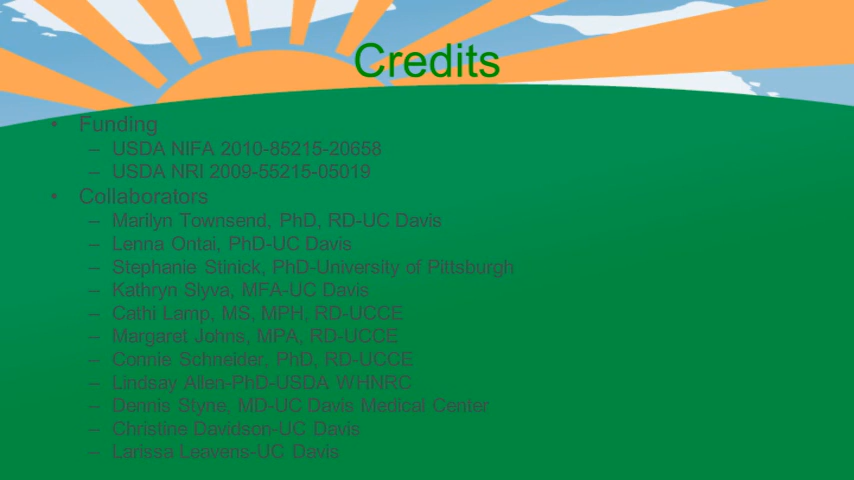 Credits
• Funding
– USDA NIFA 2010-85215-20658
– USDA NRI 2009-55215-05019
• Collaborators
– Marilyn Townsend, PhD, RD-UC Davis
– Lenna Ontai, PhD-UC Davis
– Stephanie Stinick, PhD-University of Pittsburgh
– Kathryn Slyva, MFA-UC Davis
– Cathi Lamp, MS, MPH, RD-UCCE
– Margaret Johns, MPA, RD-UCCE
– Connie Schneider, PhD, RD-UCCE
– Lindsay Allen-PhD-USDA WHNRC
– Dennis Styne, MD-UC Davis Medical Center
– Christine Davidson-UC Davis
– Larissa Leavens-UC Davis